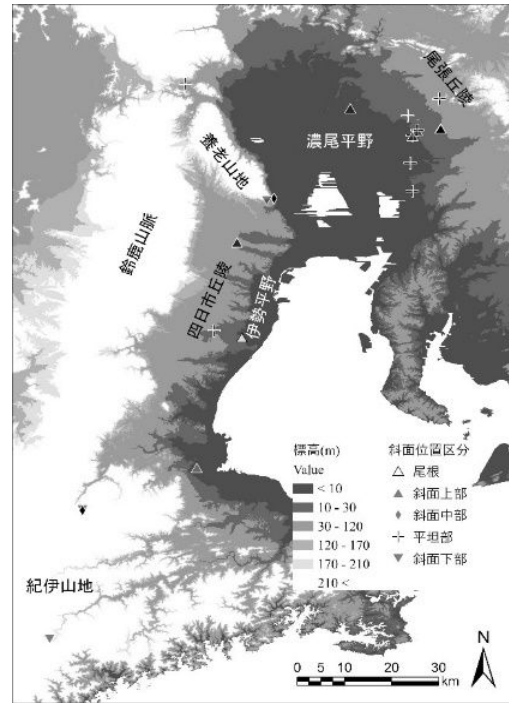 尾張丘陵
濃尾平野
養老山地
鈴鹿山脈
四日市丘陵
伊勢平野
紀伊山地
標高(m)
Value
< 10
10 - 30
30 - 120
120 - 170
170 - 210
210 <
斜面位置区分
尾根
斜面上部
斜面中部
平坦部
斜面下部
N
0 5 10 20 30
km